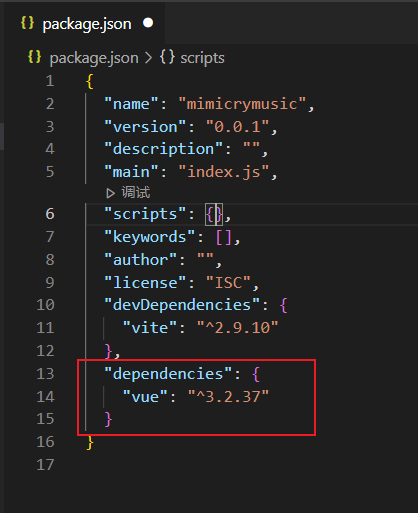 {} package.json ●
{} package.json > {} scripts
1 {
2 "name": "mimicrymusic",
3 "version": "0.0.1",
4 "description": "",
5 "main": "index.js",
▷ 调试
6 "scripts": {},
7 "keywords": [],
8 "author": "",
9 "license": "ISC",
10 "devDependencies": {
11 "vite": "^2.9.10"
12 },
13 "dependencies": {
14 "vue": "^3.2.37"
15 }
16 }
17